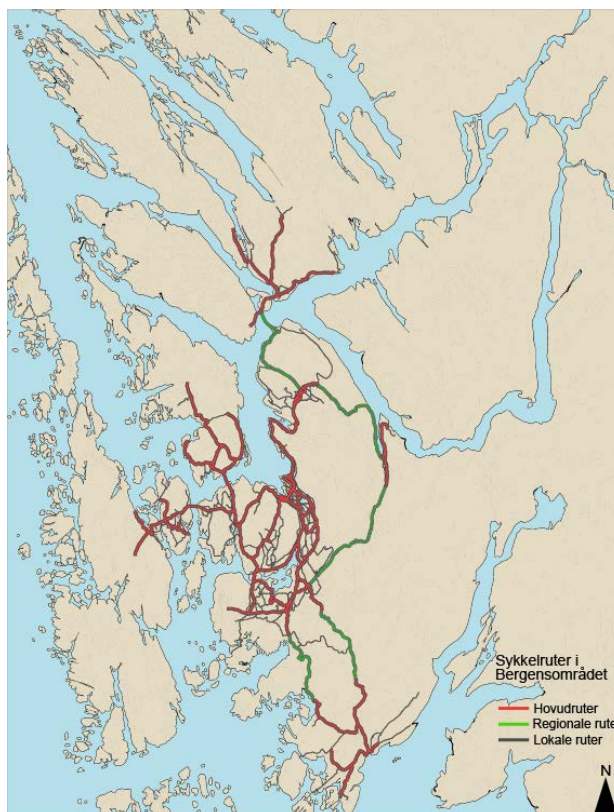 Sykkelruter i
Bergensområdet
Hovudruter
Regionale rute
Lokale ruter
N